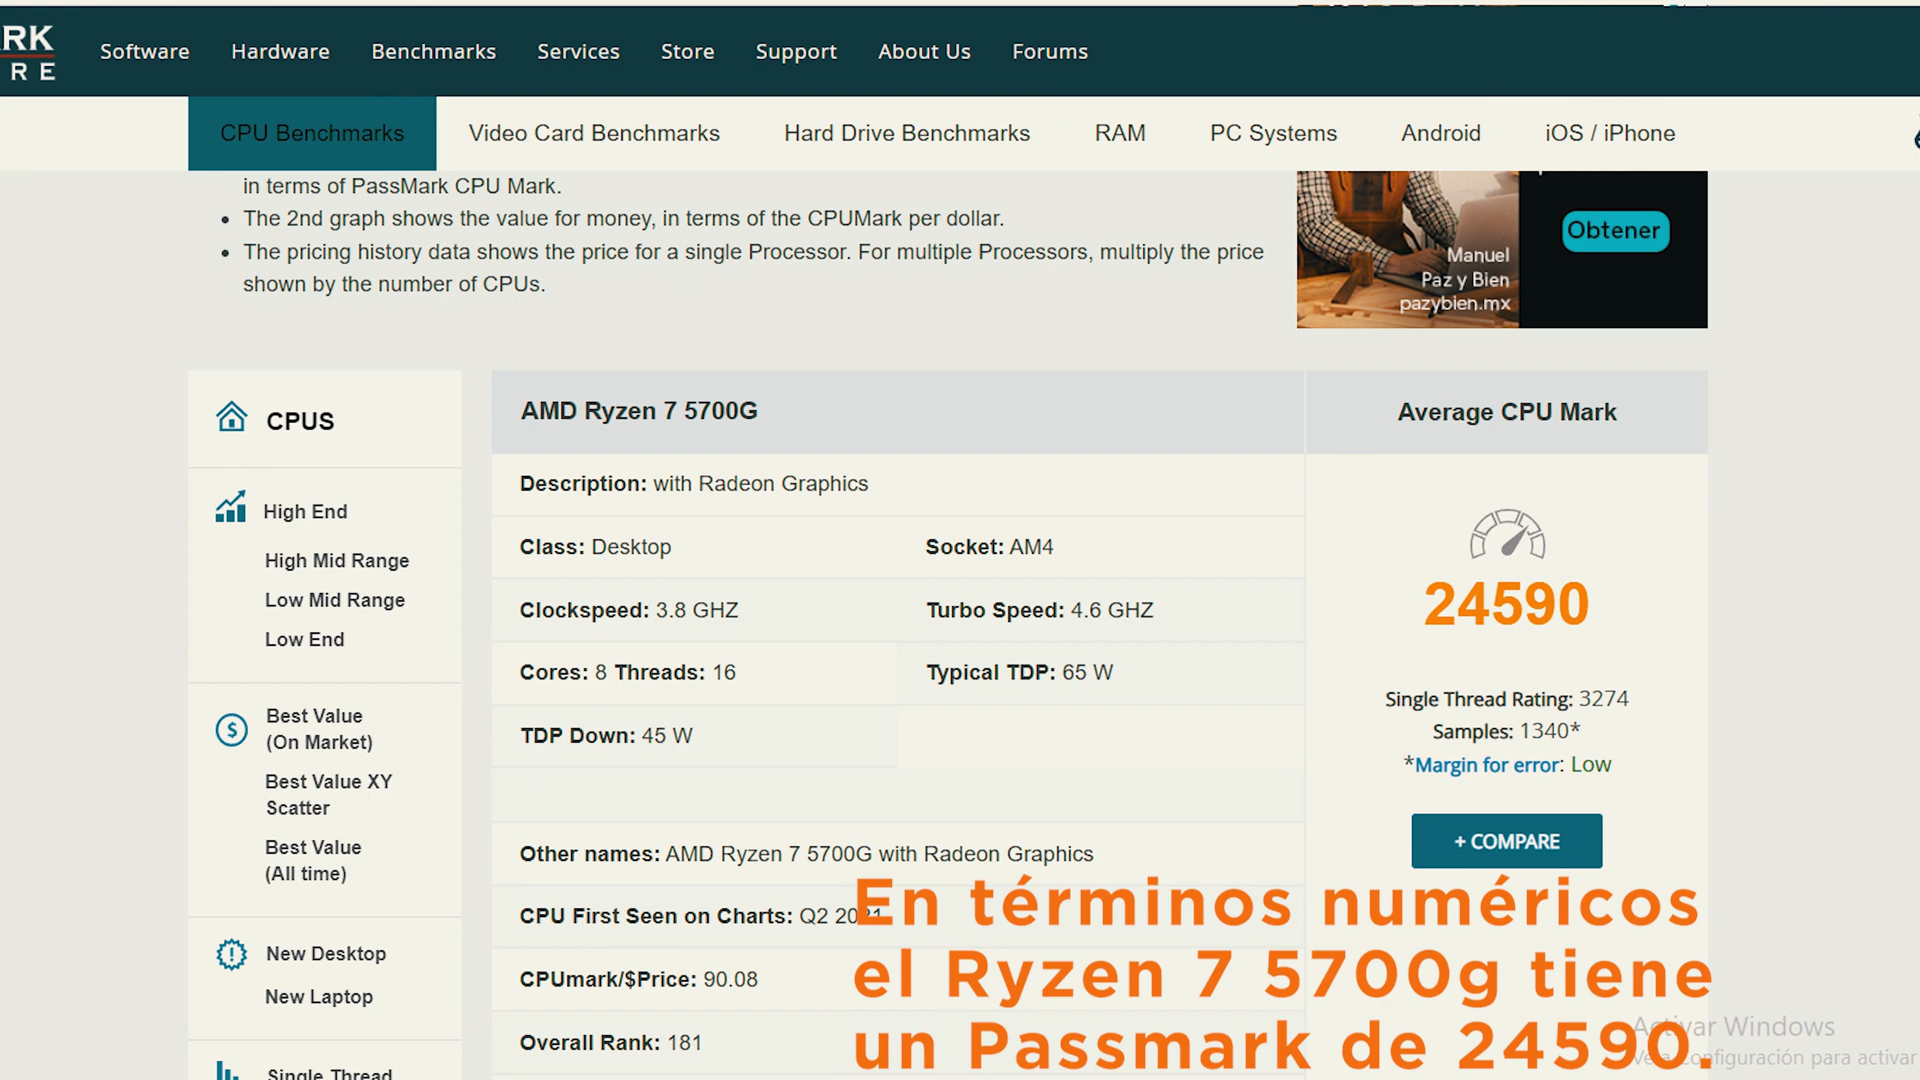 RK
RE
Software Hardware Benchmarks Services Store Support About Us Forums
CPU Benchmarks Video Card Benchmarks Hard Drive Benchmarks RAM PC Systems Android iOS / iPhone
in terms of PassMark CPU Mark.
• The 2nd graph shows the value for money, in terms of the CPUMark per dollar.
• The pricing history data shows the price for a single Processor. For multiple Processors, multiply the price
shown by the number of CPUs.
Manuel
Paz y Bien
pazybien.mx
Obtener
CPUS
High End
High Mid Range
Low Mid Range
Low End
Best Value
(On Market)
Best Value XY
Scatter
Best Value
(All time)
New Desktop
New Laptop
Single Thread
AMD Ryzen 7 5700G
Description: with Radeon Graphics
Class: Desktop Socket: AM4
Clockspeed: 3.8 GHZ Turbo Speed: 4.6 GHZ
Cores: 8 Threads: 16 Typical TDP: 65 W
TDP Down: 45 W
Other names: AMD Ryzen 7 5700G with Radeon Graphics
CPU First Seen on Charts: Q2 2021
CPUmark/$Price: 90.08
Overall Rank: 181
Average CPU Mark
24590
Single Thread Rating: 3274
Samples: 1340*
*Margin for error: Low
+ COMPARE
En términos numéricos
el Ryzen 7 5700g tiene
un Passmark de 24590.
Activar Windows
Ve a Configuración para activar